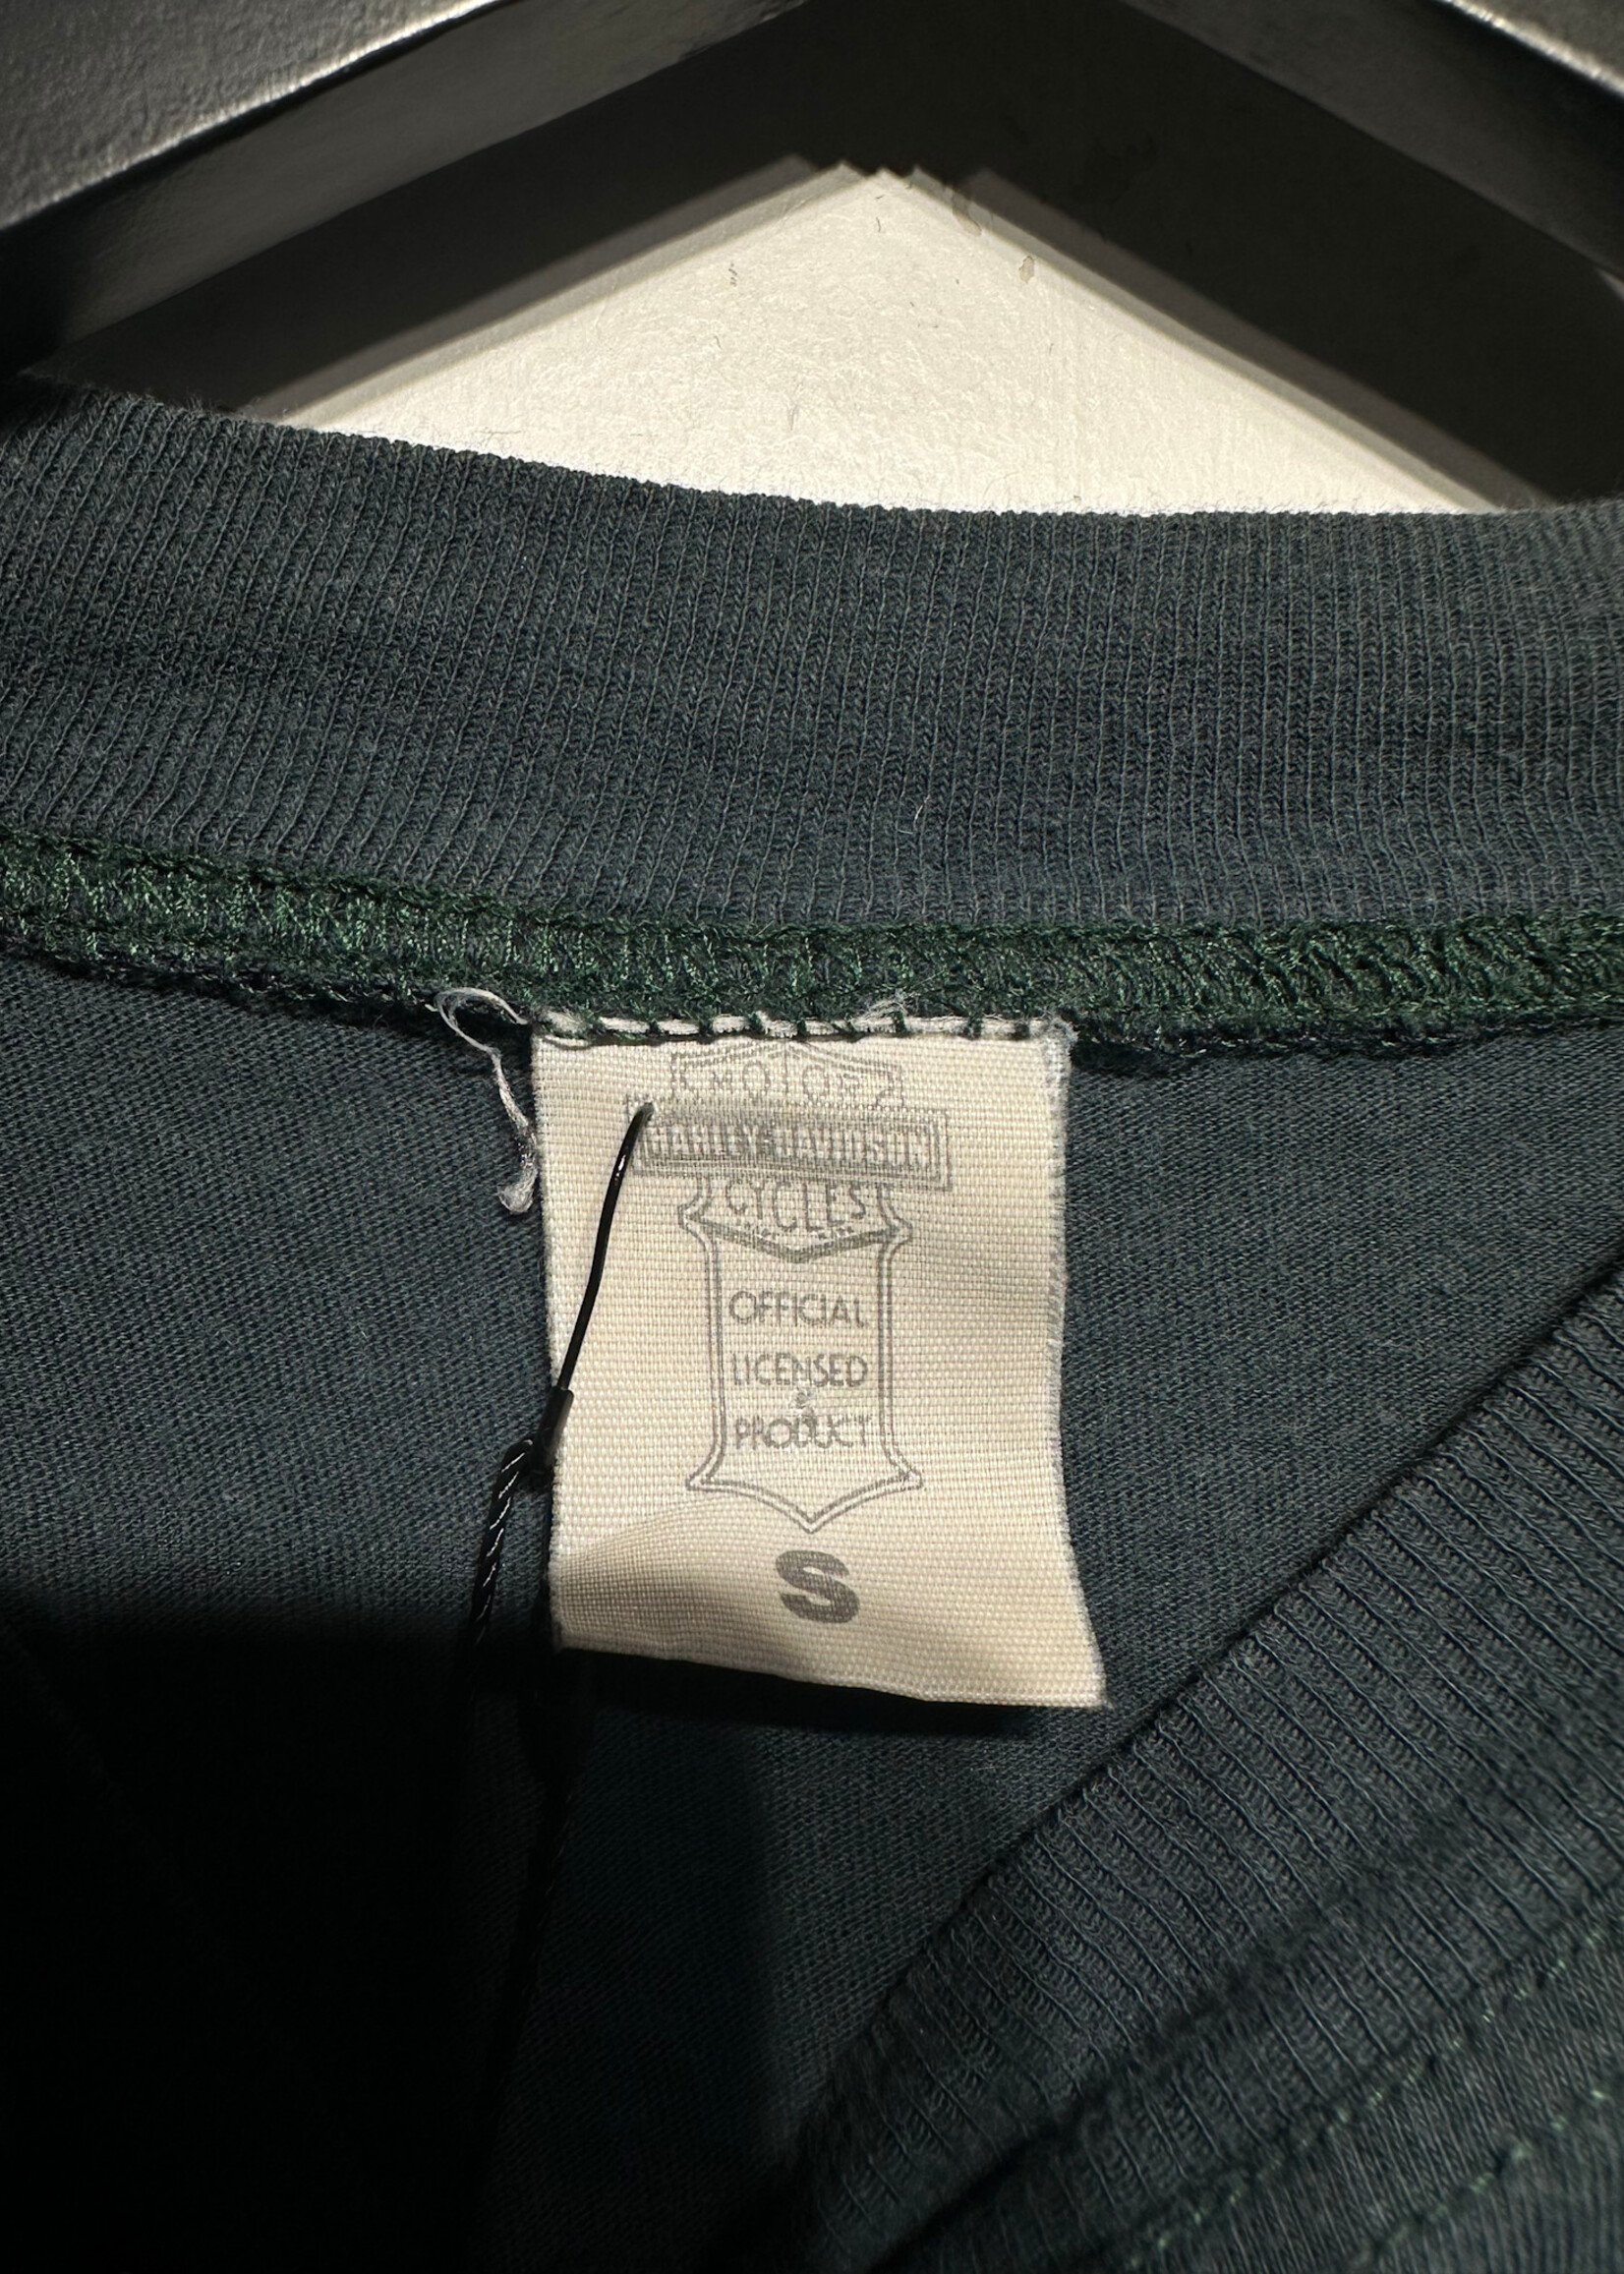 MOTOR
HARLEY-DAVIDSON
CYCLES
OFFICIAL
LICENSED
PRODUCT
S